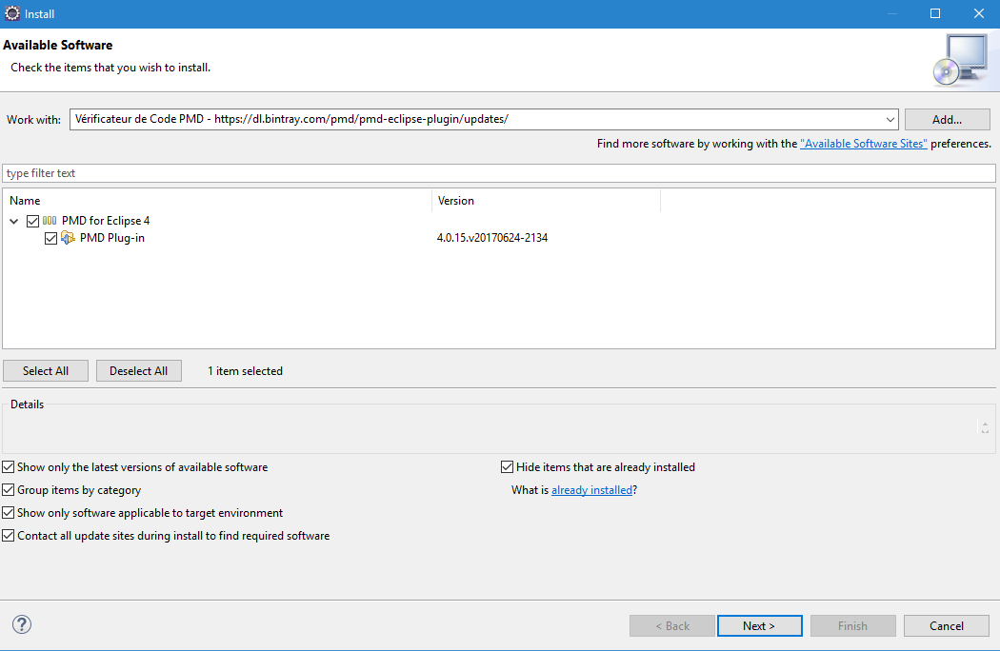 Install
Available Software
Check the items that you wish to install.
Work with: Vérificateur de Code PMD - https://dl.bintray.com/pmd/pmd-eclipse-plugin/updates/ Add...
Find more software by working with the "Available Software Sites" preferences.
type filter text
Name Version
PMD for Eclipse 4
PMD Plug-in 4.0.15.v20170624-2134
Select All Deselect All 1 item selected
Details
Show only the latest versions of available software Hide items that are already installed
Group items by category What is already installed?
Show only software applicable to target environment
Contact all update sites during install to find required software
? < Back Next > Finish Cancel